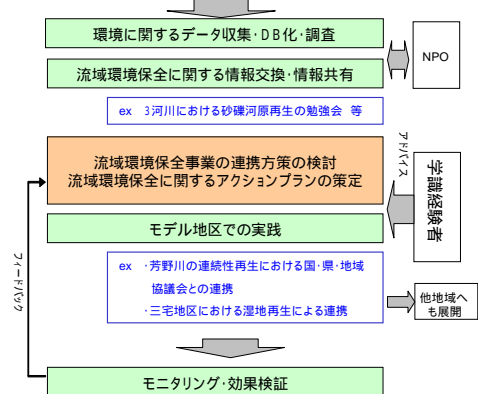 環境に関するデータ収集・DB化・調査
流域環境保全に関する情報交換・情報共有
NPO
ex 3河川における砂礫河原再生の勉強会 等
流域環境保全事業の連携方策の検討
流域環境保全に関するアクションプランの策定
アドバイス
学識経験者
モデル地区での実践
ex ・芳野川の連続性再生における国・県・地域
協議会との連携
・三宅地区における湿地再生による連携
他地域へ
も展開
フィードバック
モニタリング・効果検証